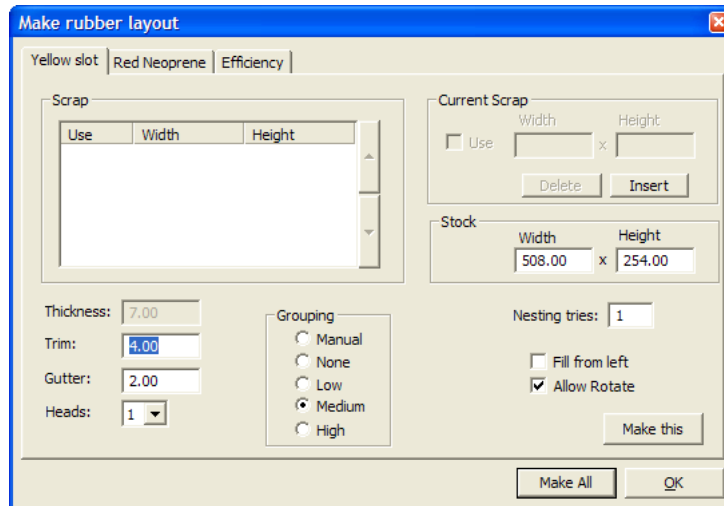 Make rubber layout
Yellow slot Red Neoprene Efficiency
Scrap
Use Width Height
Current Scrap
Width Height
Use x
Delete Insert
Stock
Width Height
508.00 x 254.00
Thickness: 7.00
Trim: 4.00
Gutter: 2.00
Heads: 1
Grouping
Manual
None
Low
Medium
High
Nesting tries: 1
Fill from left
Allow Rotate
Make this
Make All OK